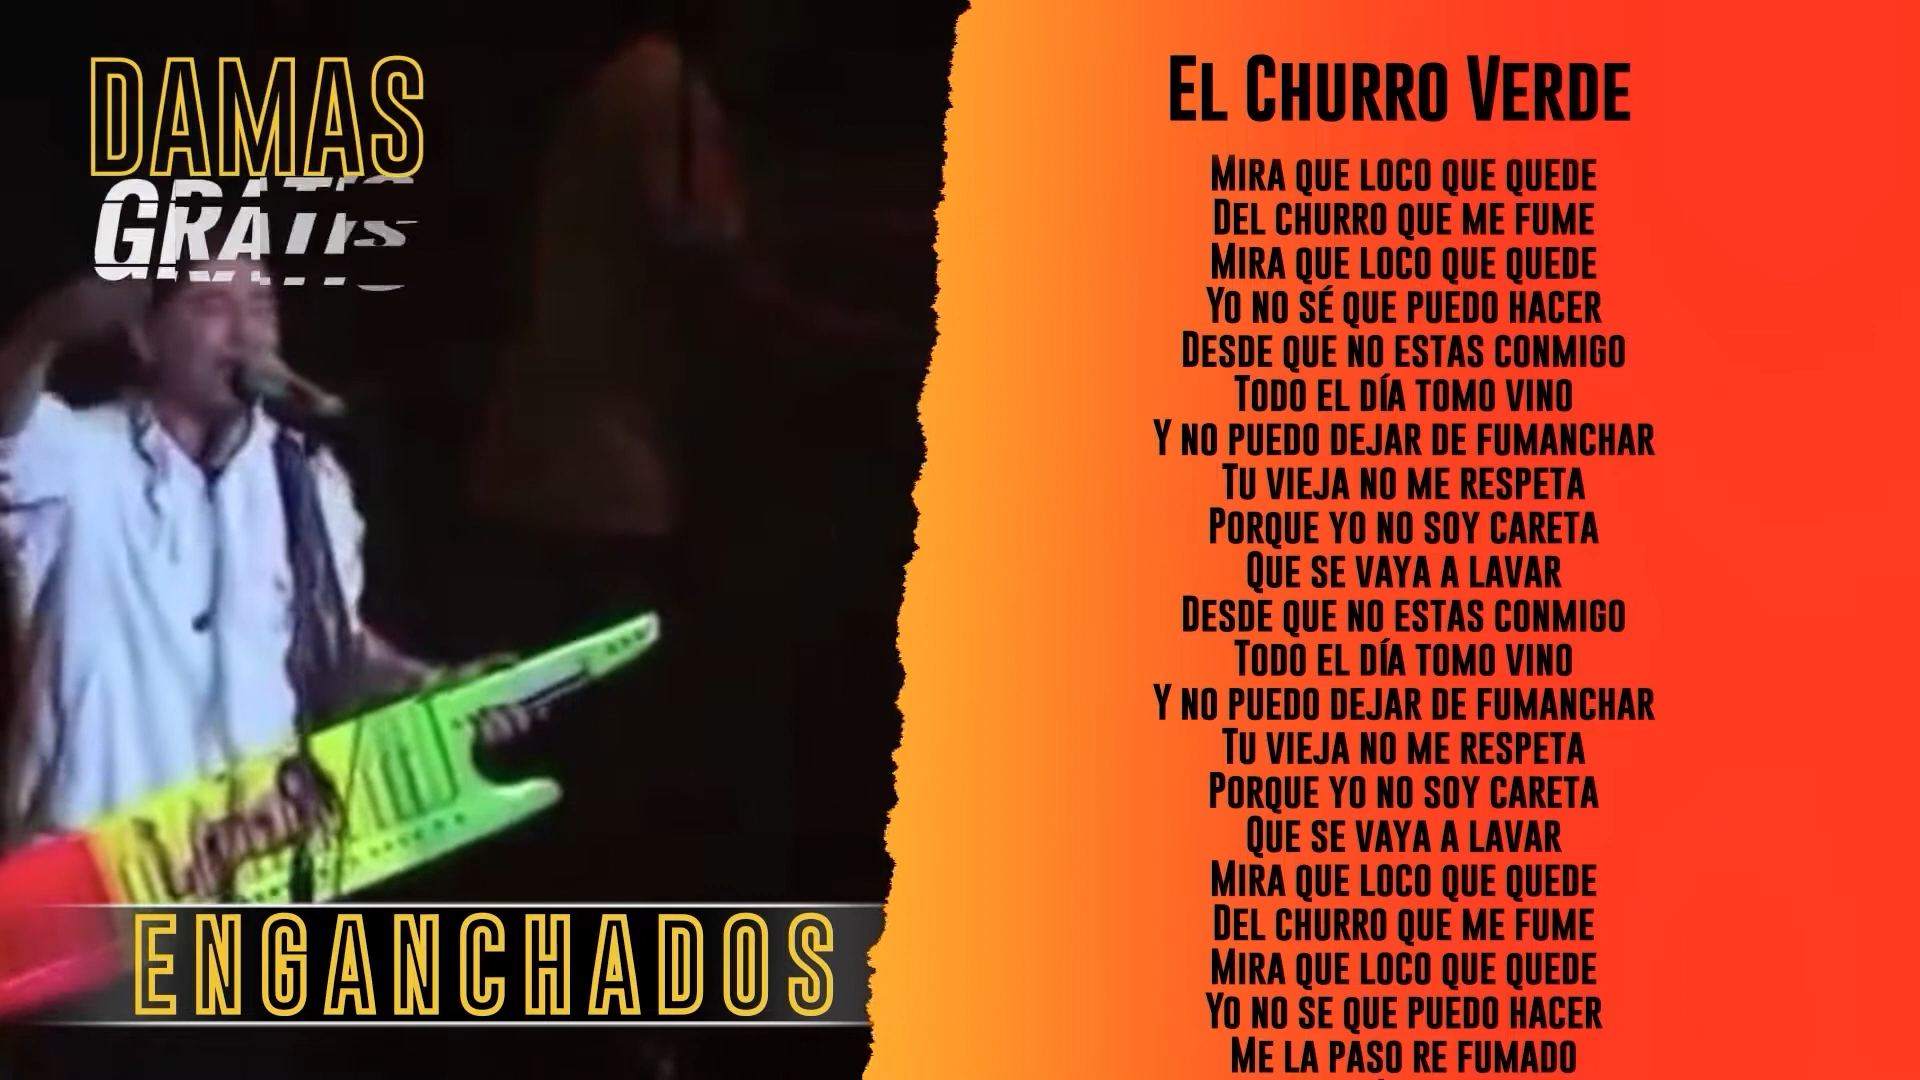 DAMAS
GRATIS
ENGANCHADOS
El Churro Verde
Mira que loco que quede
Del churro que me fume
Mira que loco que quede
Yo no sé que puedo hacer
Desde que no estas conmigo
Todo el día tomo vino
Y no puedo dejar de fumanchar
Tu vieja no me respeta
Porque yo no soy careta
Que se vaya a lavar
Desde que no estas conmigo
Todo el día tomo vino
Y no puedo dejar de fumanchar
Tu vieja no me respeta
Porque yo no soy careta
Que se vaya a lavar
Mira que loco que quede
Del churro que me fume
Mira que loco que quede
Yo no se que puedo hacer
Me la paso re fumado